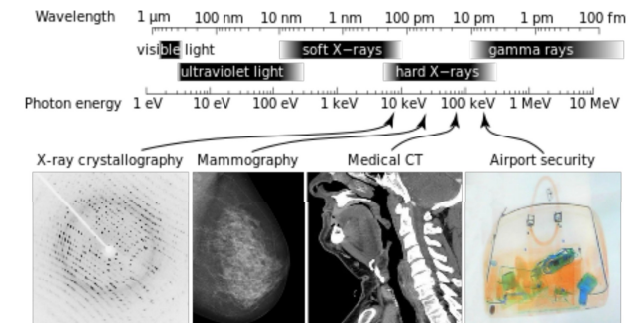 Wavelength 1 μm 100 nm 10 nm 1 nm 100 pm 10 pm 1 pm 100 fm
visible light soft X−rays gamma rays
ultraviolet light hard X−rays
Photon energy 1 eV 10 eV 100 eV 1 keV 10 keV 100 keV 1 MeV 10 MeV
X-ray crystallography Mammography Medical CT Airport security